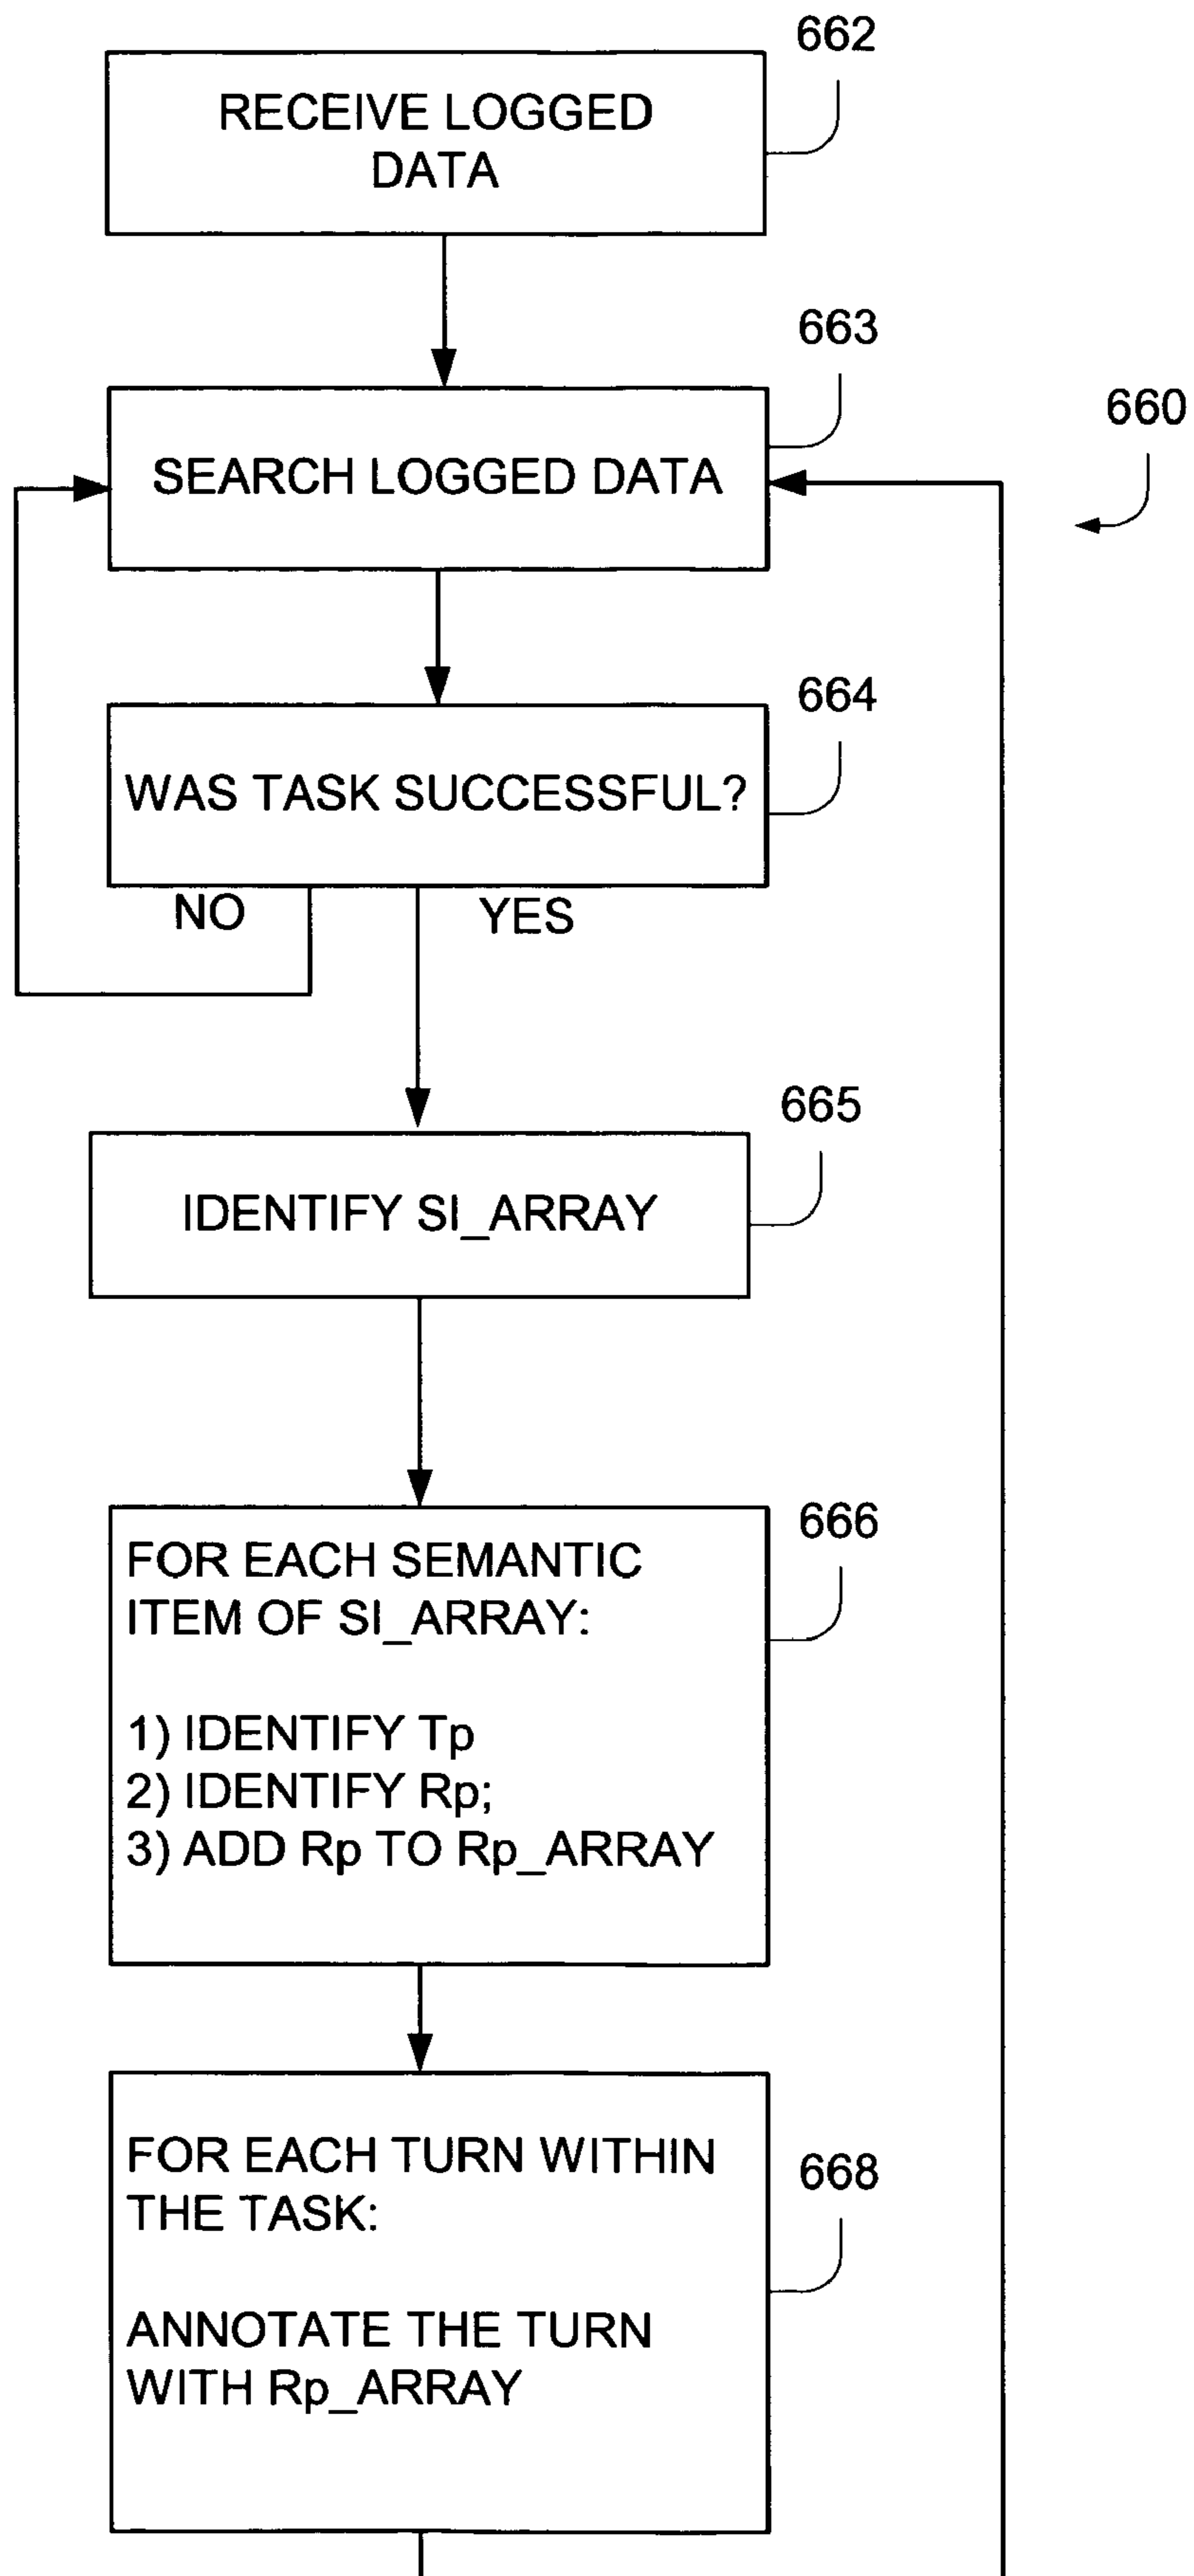 662
RECEIVE LOGGED
DATA
663
660
SEARCH LOGGED DATA
664
WAS TASK SUCCESSFUL?
NO
YES
665
IDENTIFY SI_ARRAY
666
FOR EACH SEMANTIC
ITEM OF SI_ARRAY:
1) IDENTIFY Tp
2) IDENTIFY Rp;
3) ADD Rp TO Rp_ARRAY
FOR EACH TURN WITHIN
THE TASK:
668
ANNOTATE THE TURN
WITH Rp_ARRAY